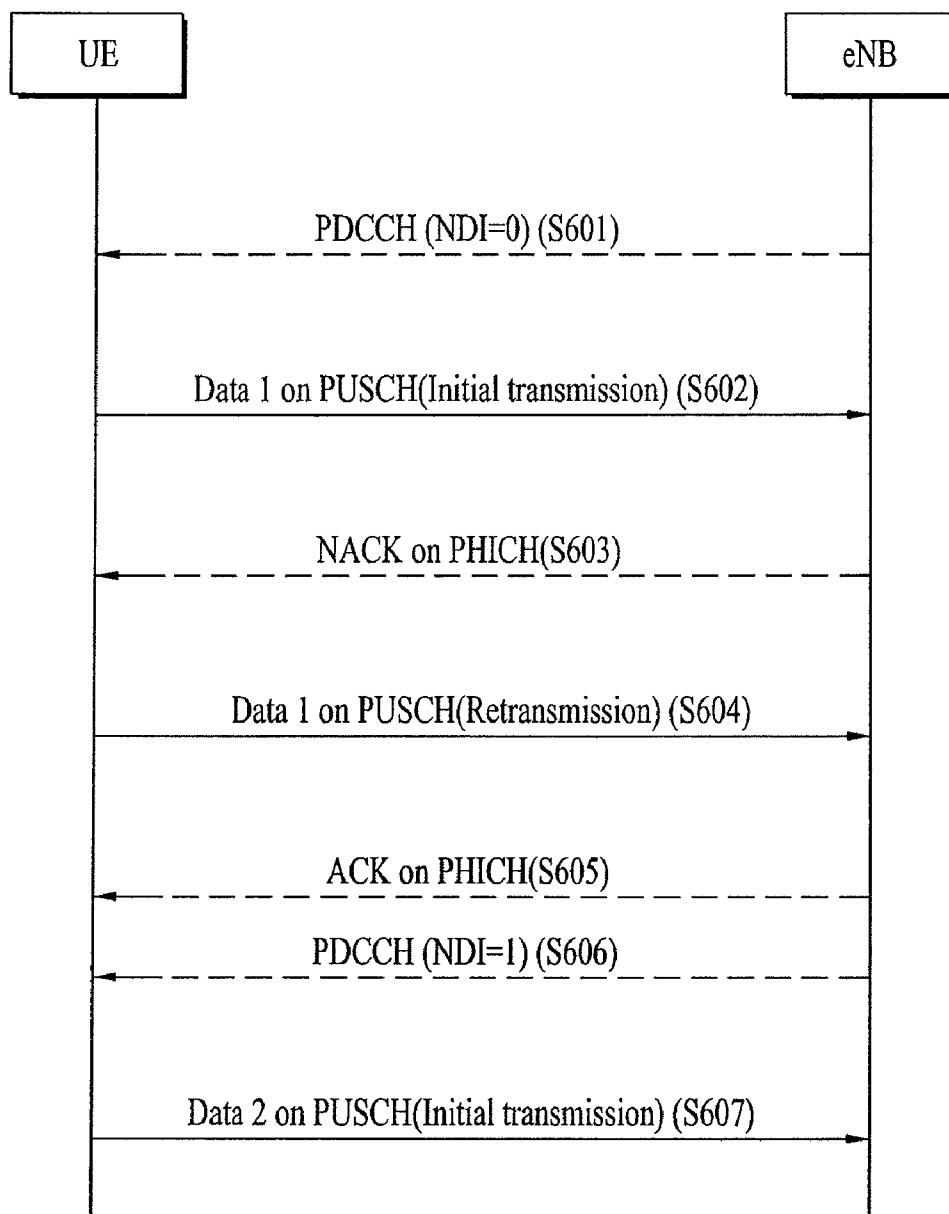 UE
eNB
PDCCH (NDI=0) (S601)
Data 1 on PUSCH(Initial transmission) (S602)
NACK on PHICH(S603)
Data 1 on PUSCH(Retransmission) (S604)
ACK on PHICH(S605)
PDCCH (NDI=1) (S606)
Data 2 on PUSCH(Initial transmission) (S607)